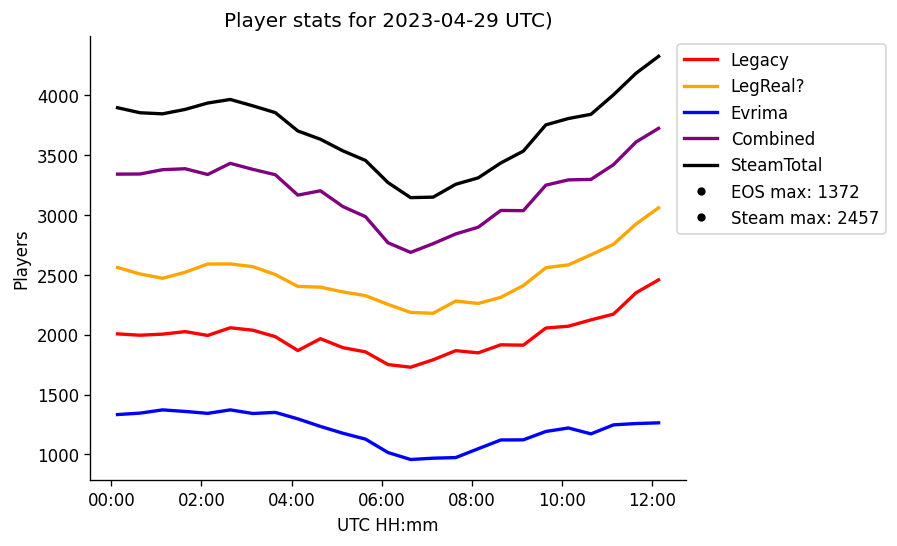 Player stats for 2023-04-29 UTC)
Legacy
LegReal?
Evrima
Combined
SteamTotal
EOS max: 1372
Steam max: 2457
Players
4000
3500
3000
2500
2000
1500
1000
00:00 02:00 04:00 06:00 08:00 10:00 12:00
UTC HH:mm